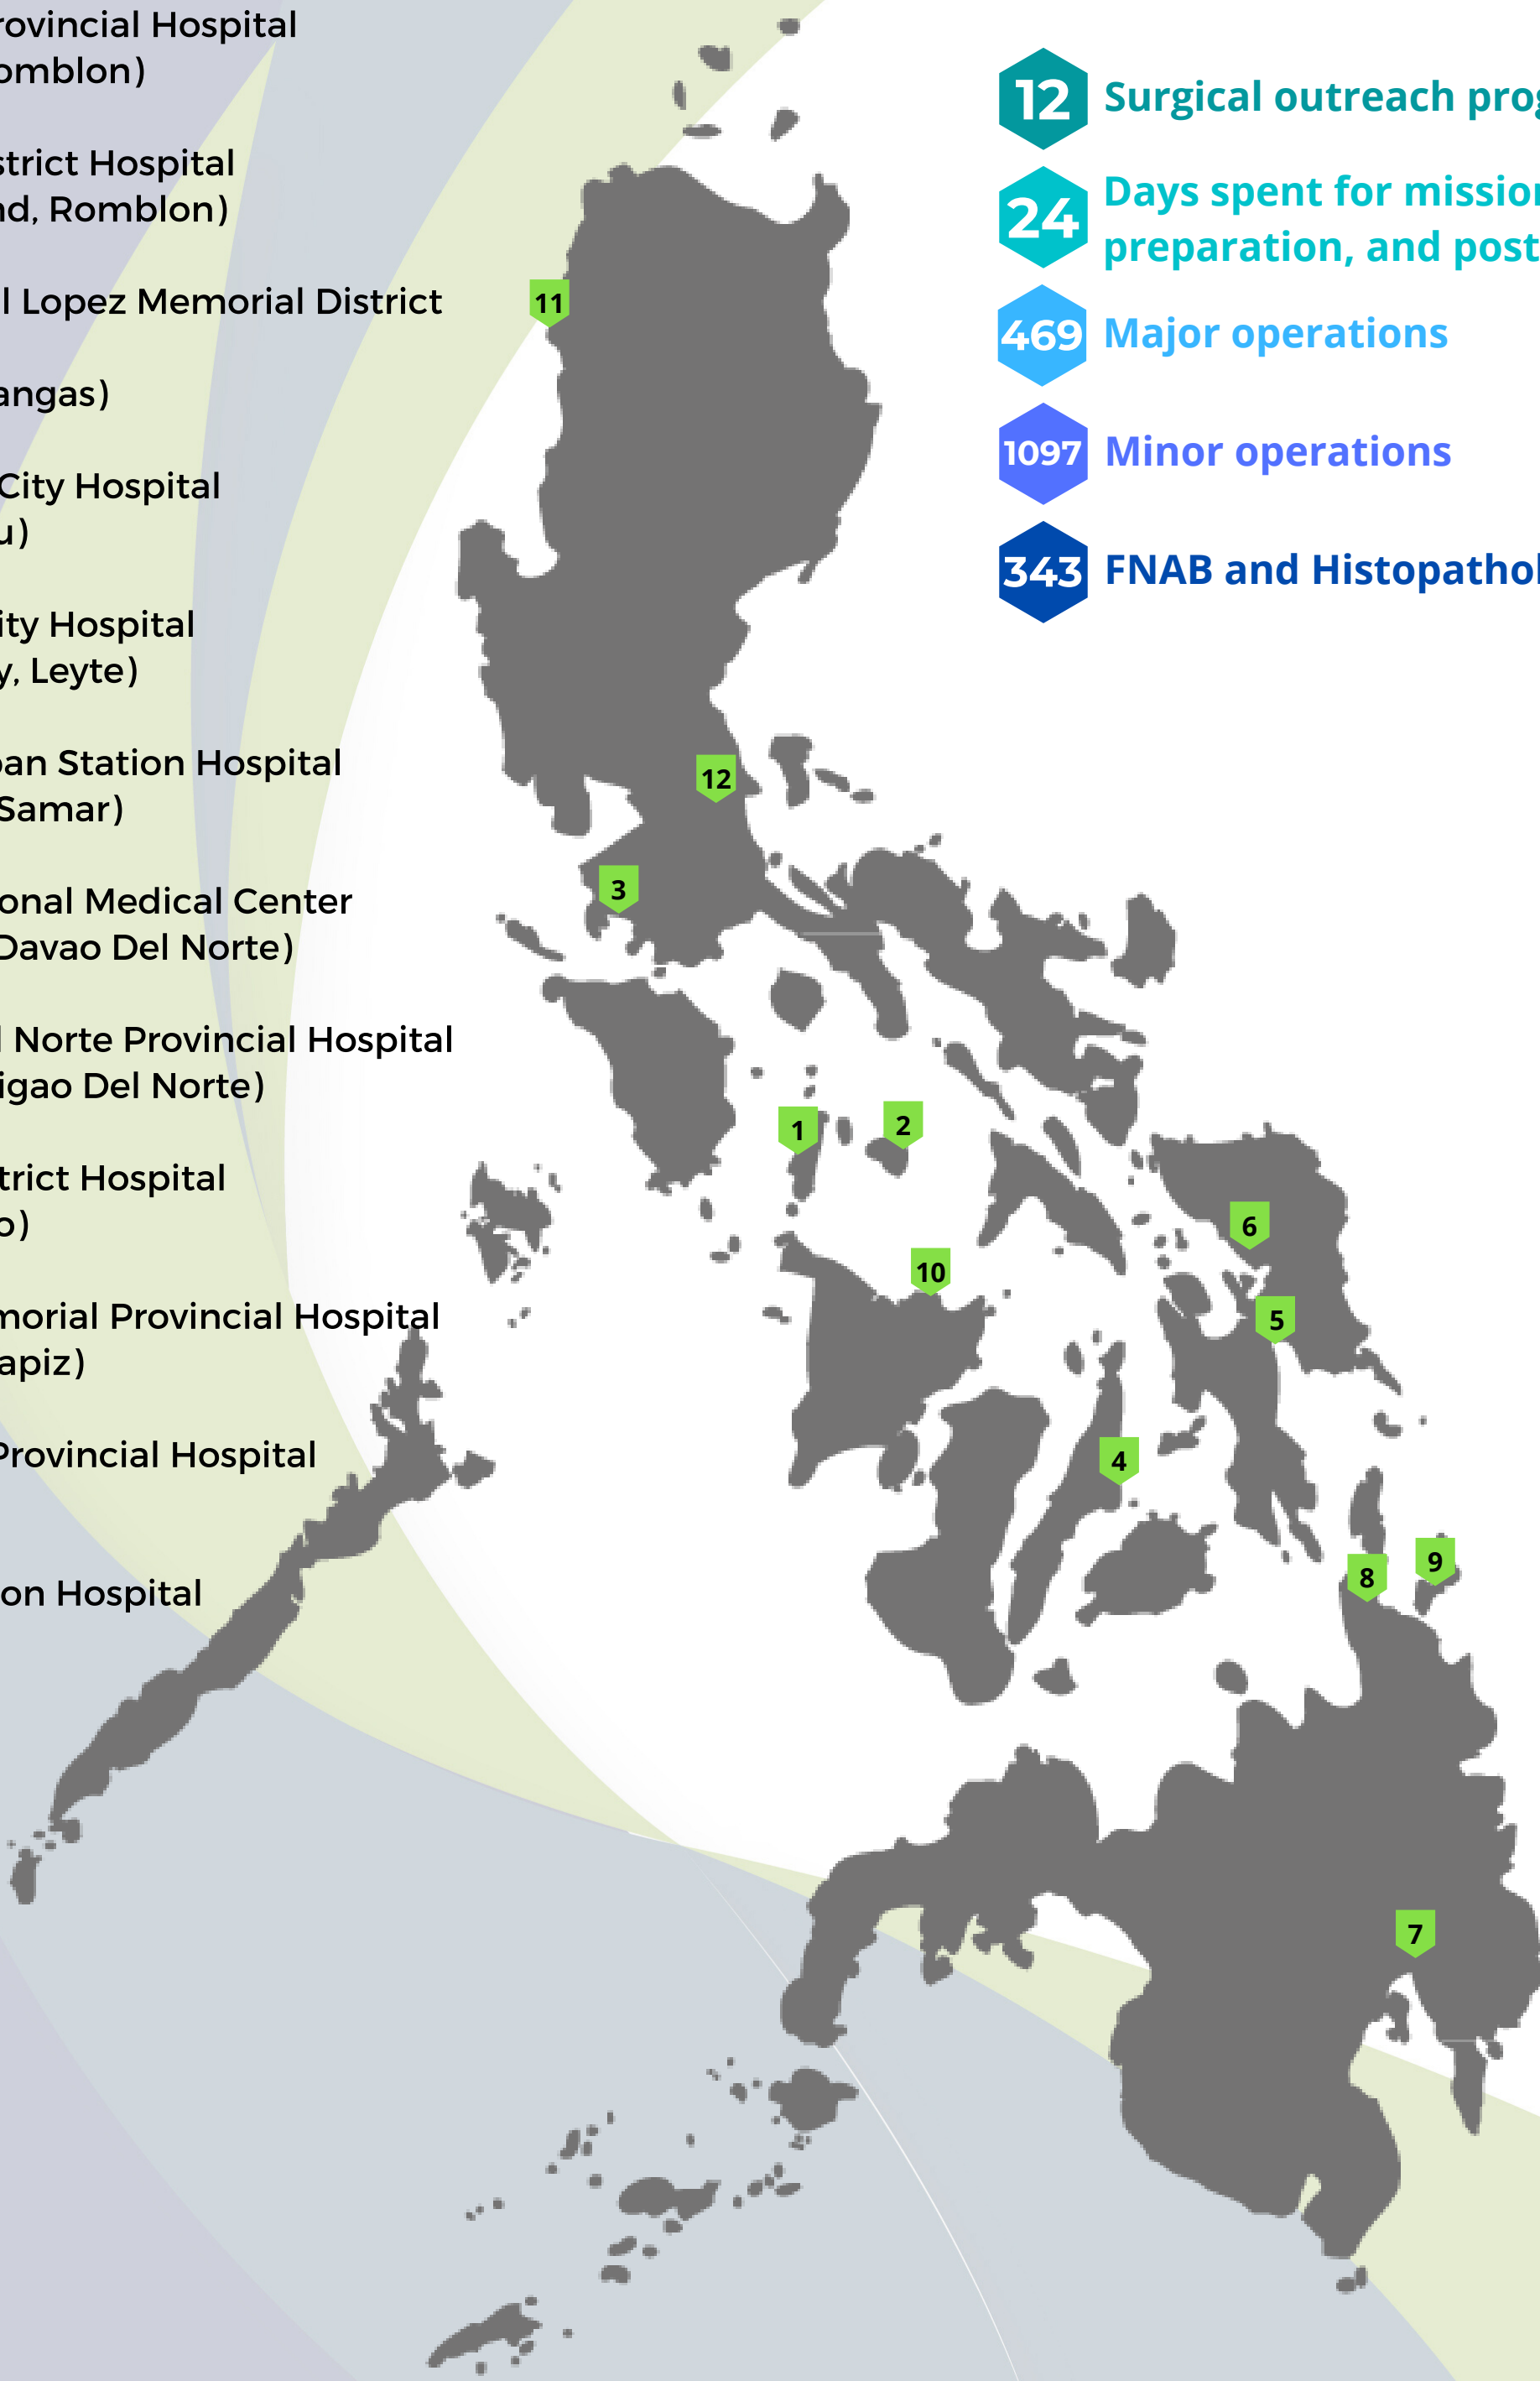 rovincial Hospital
omblon)
strict Hospital
nd, Romblon)
l Lopez Memorial District
angas)
City Hospital
u)
ity Hospital
y, Leyte)
oan Station Hospital
Samar)
onal Medical Center
Davao Del Norte)
l Norte Provincial Hospital
igao Del Norte)
trict Hospital
o)
morial Provincial Hospital
apiz)
Provincial Hospital
on Hospital
12 Surgical outreach prog
24 Days spent for mission
preparation, and post
469 Major operations
1097 Minor operations
343 FNAB and Histopathol
11
12
3
1
2
6
10
5
4
9
8
7